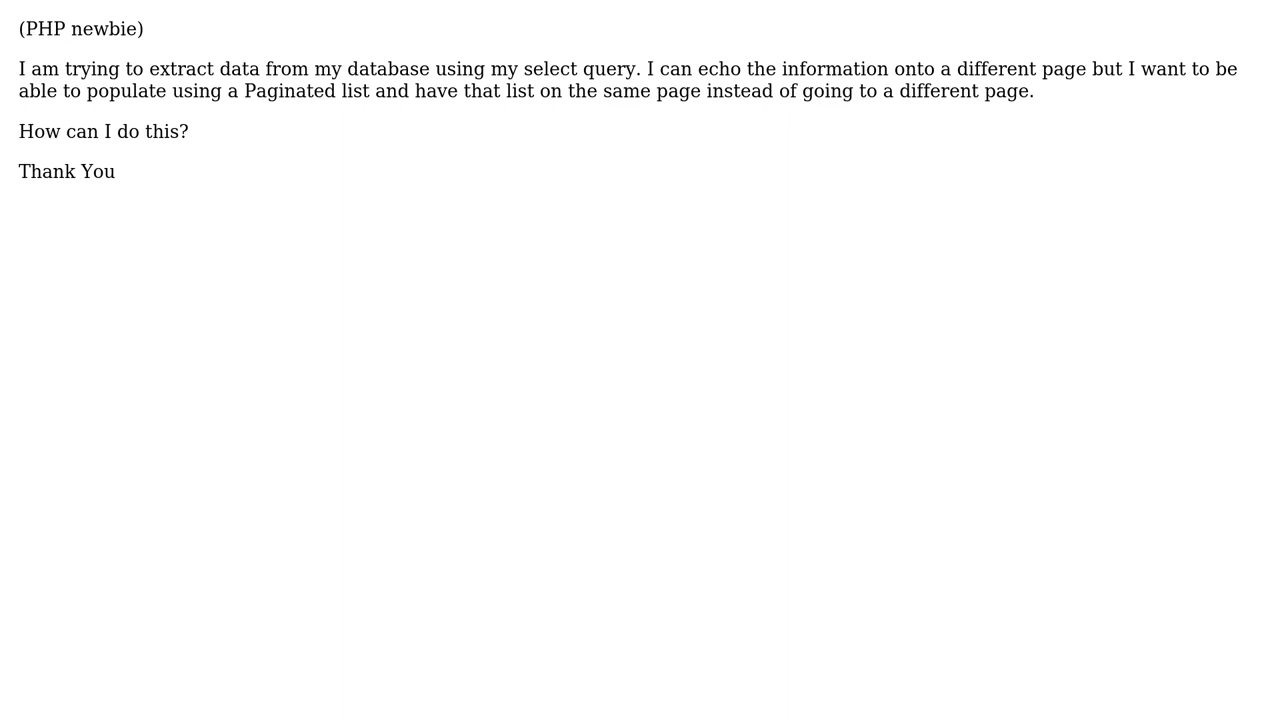 (PHP newbie)
I am trying to extract data from my database using my select query. I can echo the information onto a different page but I want to be
able to populate using a Paginated list and have that list on the same page instead of going to a different page.
How can I do this?
Thank You